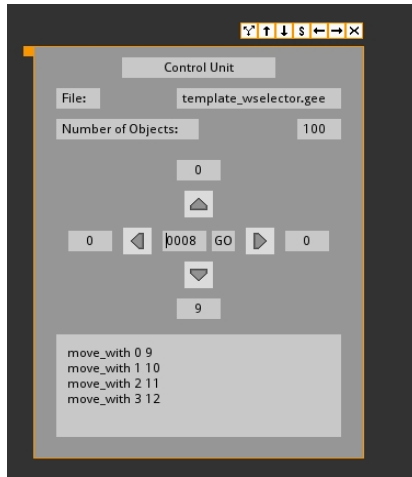 S
Control Unit
File: template_wselector.gee
Number of Objects: 100
0
0 0008 GO 0
9
move_with 0 9
move_with 1 10
move_with 2 11
move_with 3 12